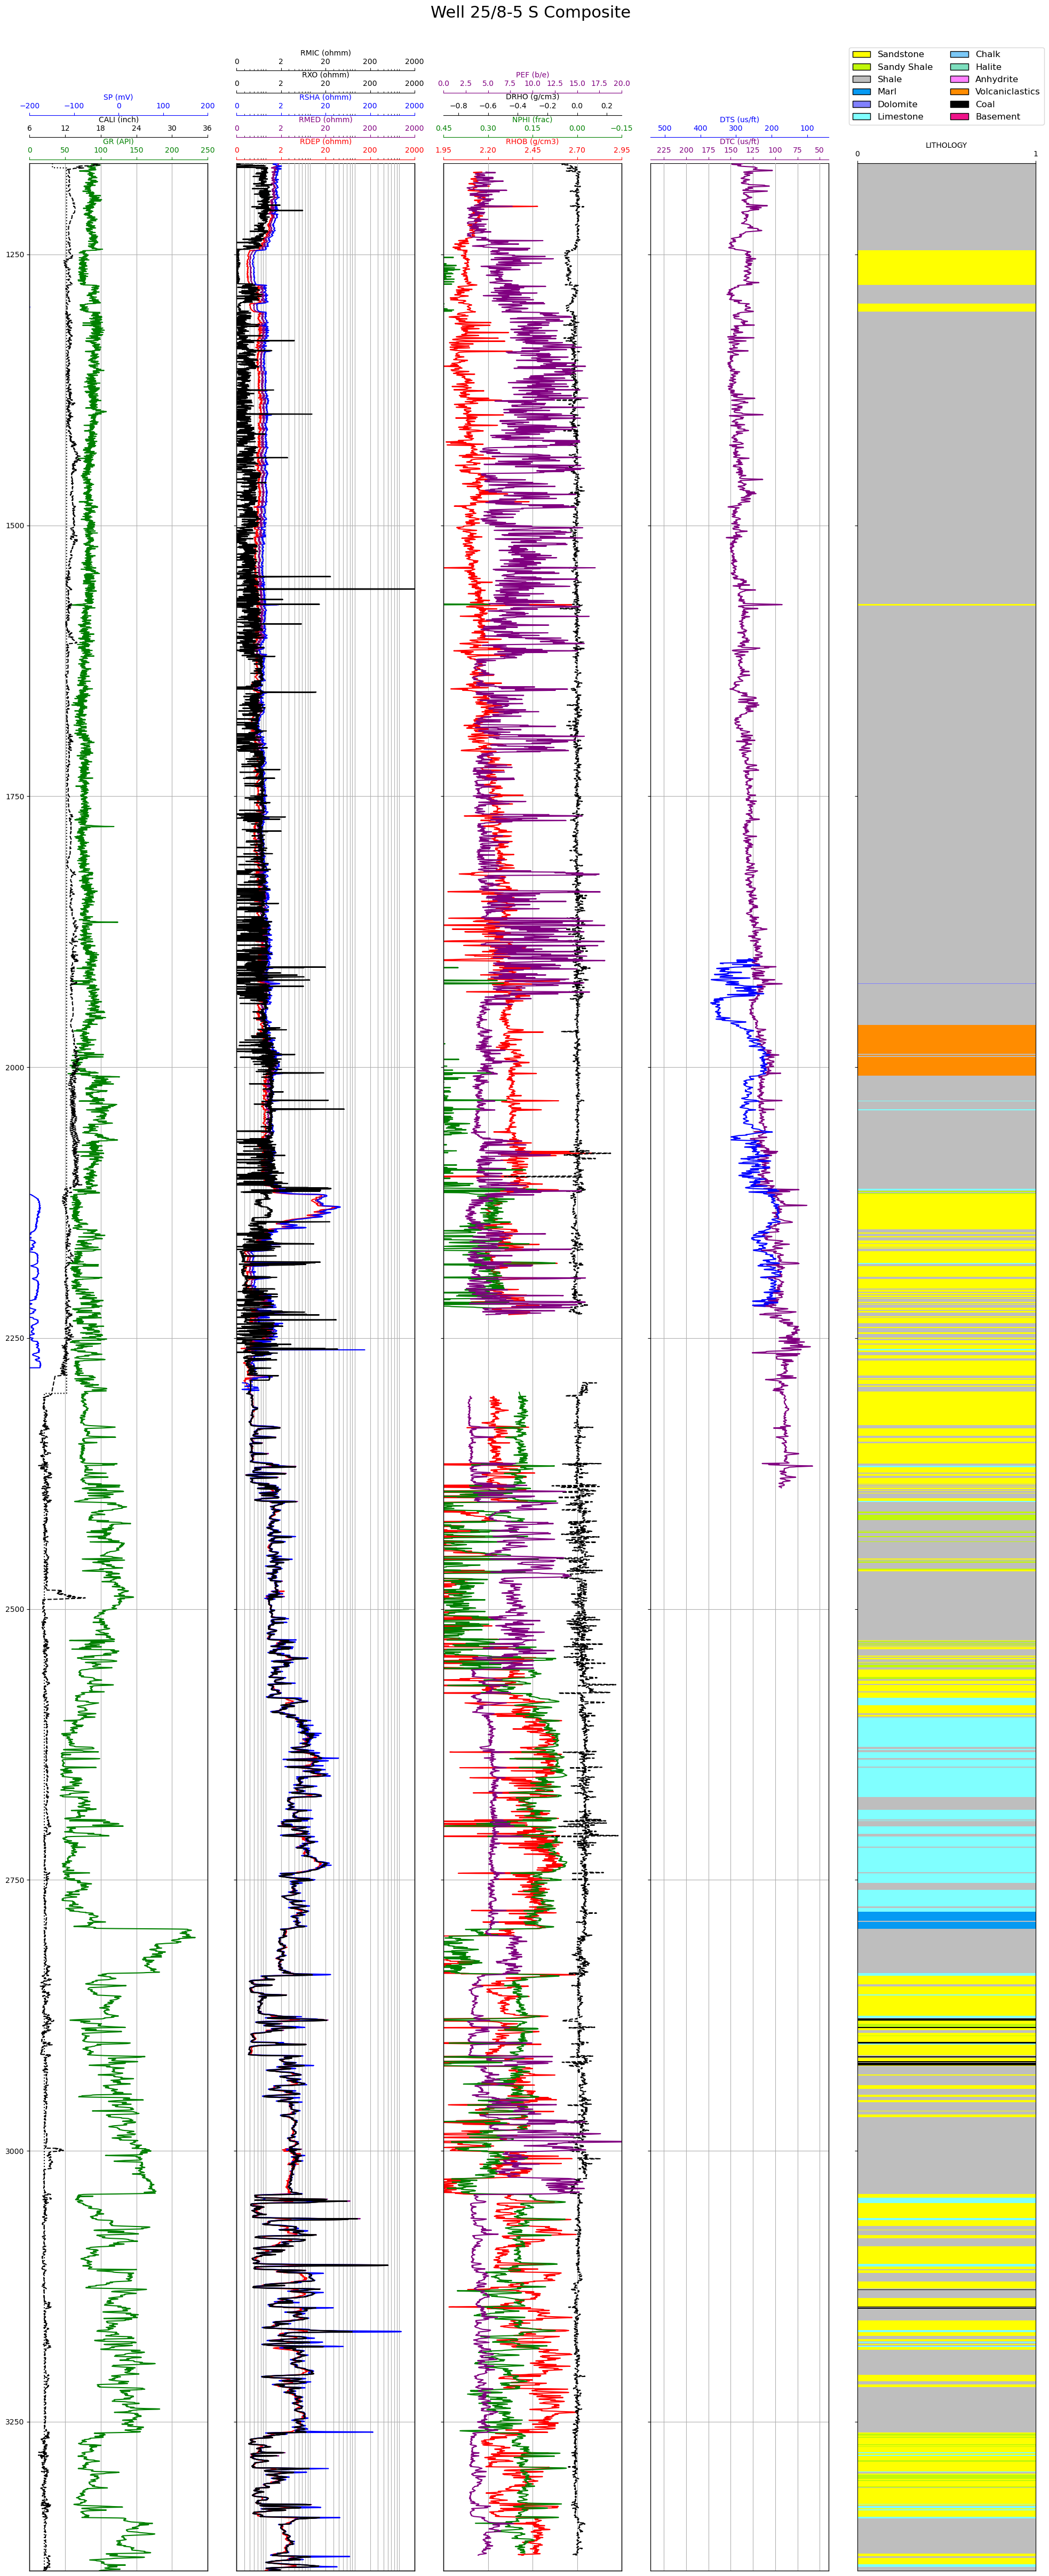 Well 25/8-5 S Composite
RMIC (ohmm)
0 2 20 200 2000
RXO (ohmm)
0 2 20 200 2000
PEF (b/e)
0.0 2.5 5.0 7.5 10.0 12.5 15.0 17.5 20.0
Sandstone Chalk
Sandy Shale Halite
Shale Anhydrite
Marl Volcaniclastics
Dolomite Coal
Limestone Basement
SP (mV) RSHA (ohmm) DRHO (g/cm3)
−200 −100 0 100 200 0 2 20 200 2000 −0.8 −0.6 −0.4 −0.2 0.0 0.2
CALI (inch) RMED (ohmm) NPHI (frac) DTS (us/ft)
6 12 18 24 30 36 0 2 20 200 2000 0.45 0.30 0.15 0.00 −0.15 500 400 300 200 100
GR (API) RDEP (ohmm) RHOB (g/cm3) DTC (us/ft) LITHOLOGY
0 50 100 150 200 250 0 2 20 200 2000 1.95 2.20 2.45 2.70 2.95 225 200 175 150 125 100 75 50 0 1
1250
1500
1750
2000
2250
2500
2750
3000
3250